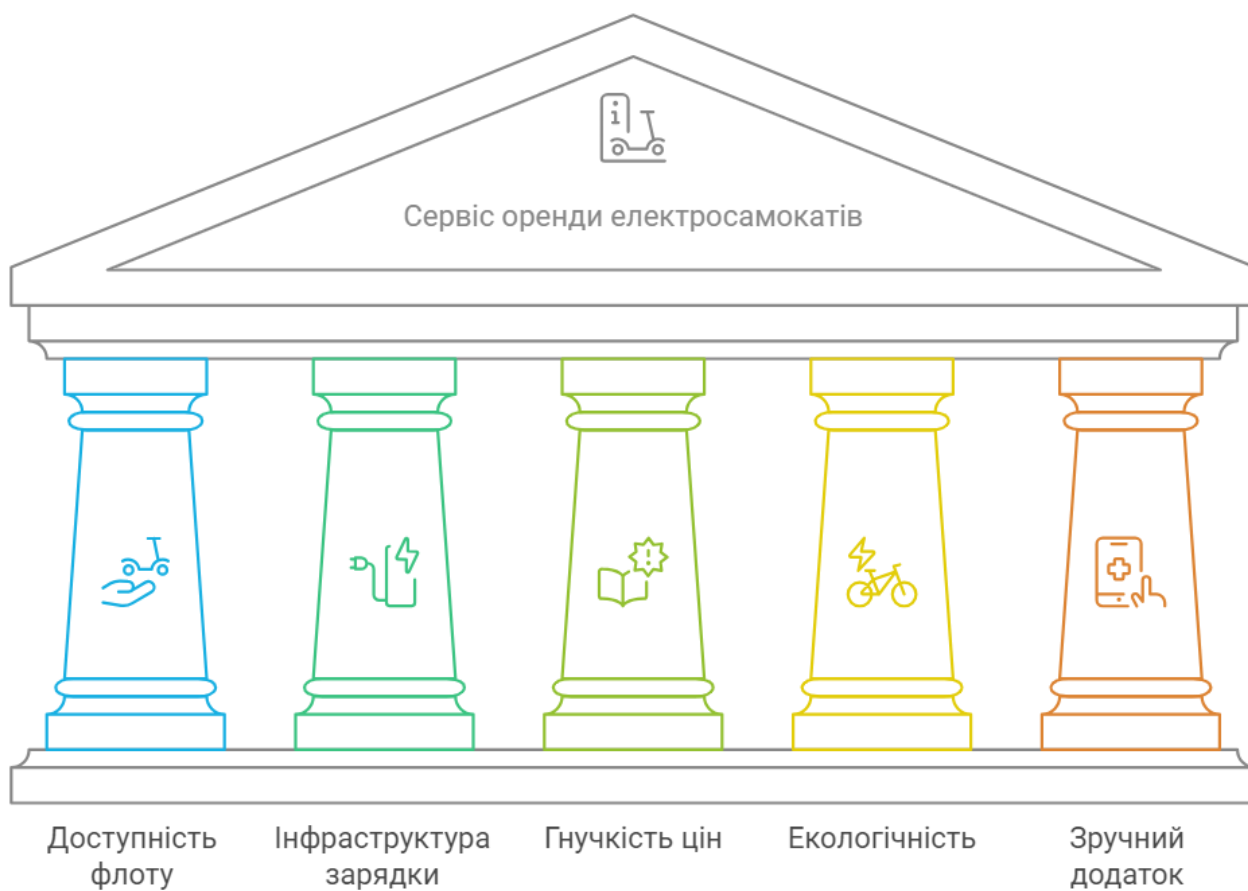 Сервіс оренди електросамокатів
Доступність
флоту
Інфраструктура
зарядки
Гнучкість цін
Екологічність
Зручний
додаток